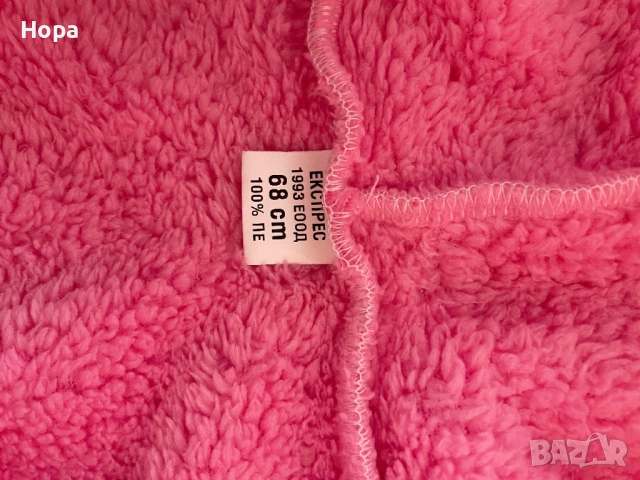 Нора
ЕКСПРЕС
1993 ЕООД
68 cm
100% ПЕ
BAZAR